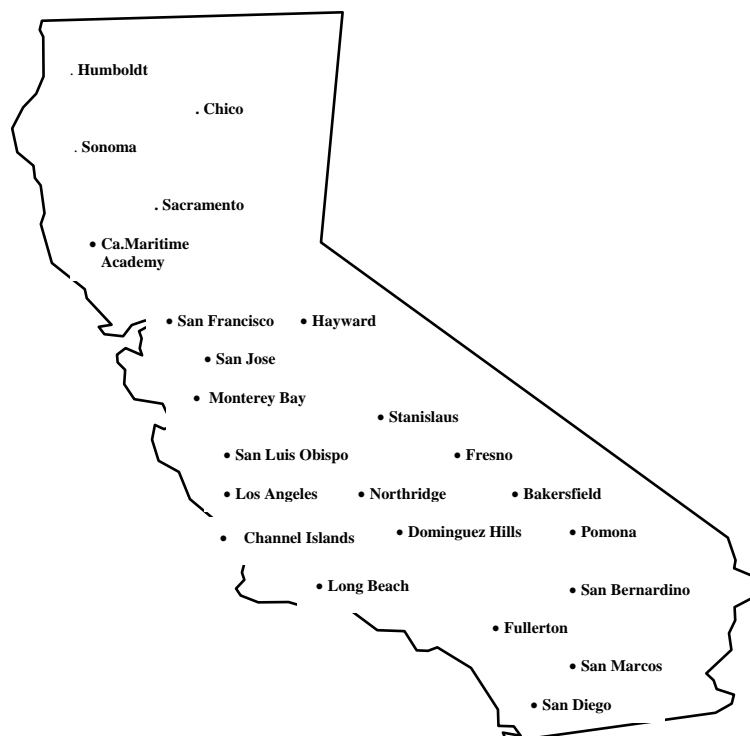 Humboldt
Chico
Sonoma
Sacramento
Ca.Maritime
Academy
San Francisco
Hayward
San Jose
Monterey Bay
Stanislaus
San Luis Obispo
Fresno
Los Angeles
Northridge
Bakersfield
Channel Islands
Dominguez Hills
Pomona
Long Beach
San Bernardino
Fullerton
San Marcos
San Diego